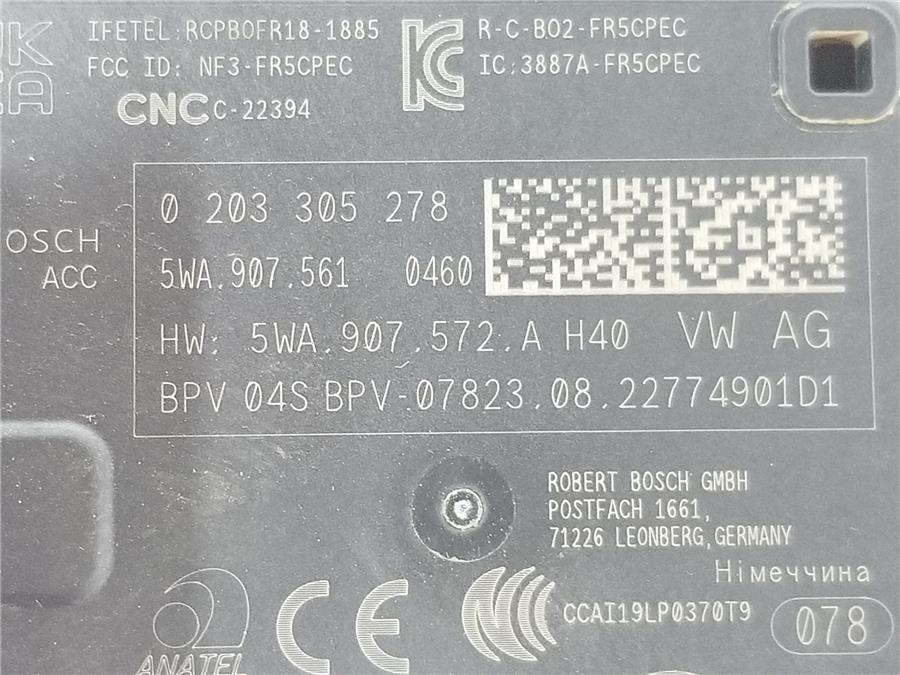 IFETEL: RCPBOFR18-1885
R-C-BO2-FR5CPEC
FCC ID: NF3-FR5CPEC
IC:3887A-FR5CPEC
CNC C-22394
0 203 305 278
OSCH
ACC
5WA.907.561 0460
HW: 5WA.907.572.A H40 VW AG
BPV 04S BPV-07823.08.22774901D1
ROBERT BOSCH GMBH
POSTFACH 1661,
71226 LEONBERG,GERMANY
Німеччина
CCAI19LP0370T9
078
CE
ANATEL